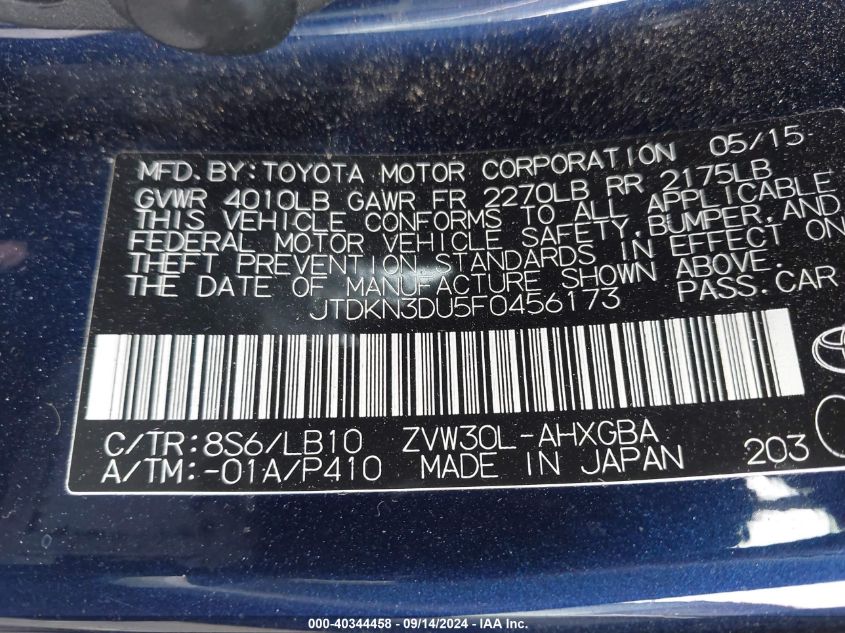 MFD. BY: TOYOTA MOTOR CORPORATION 05/15
GVWR 4010LB GAWR FR 2270LB RR 2175LB
THIS VEHICLE CONFORMS TO ALL APPLICABLE
FEDERAL MOTOR VEHICLE SAFETY, BUMPER, AND
THEFT PREVENTION STANDARDS IN EFFECT ON
THE DATE OF MANUFACTURE SHOWN ABOVE.
JTDKN3DU5F0456173 PASS. CAR
C/TR: 8S6/LB10 ZVW30L-AHXGBA
A/TM: -01A/P410 MADE IN JAPAN 203
000-40344458 - 09/14/2024 - © IAA Inc.